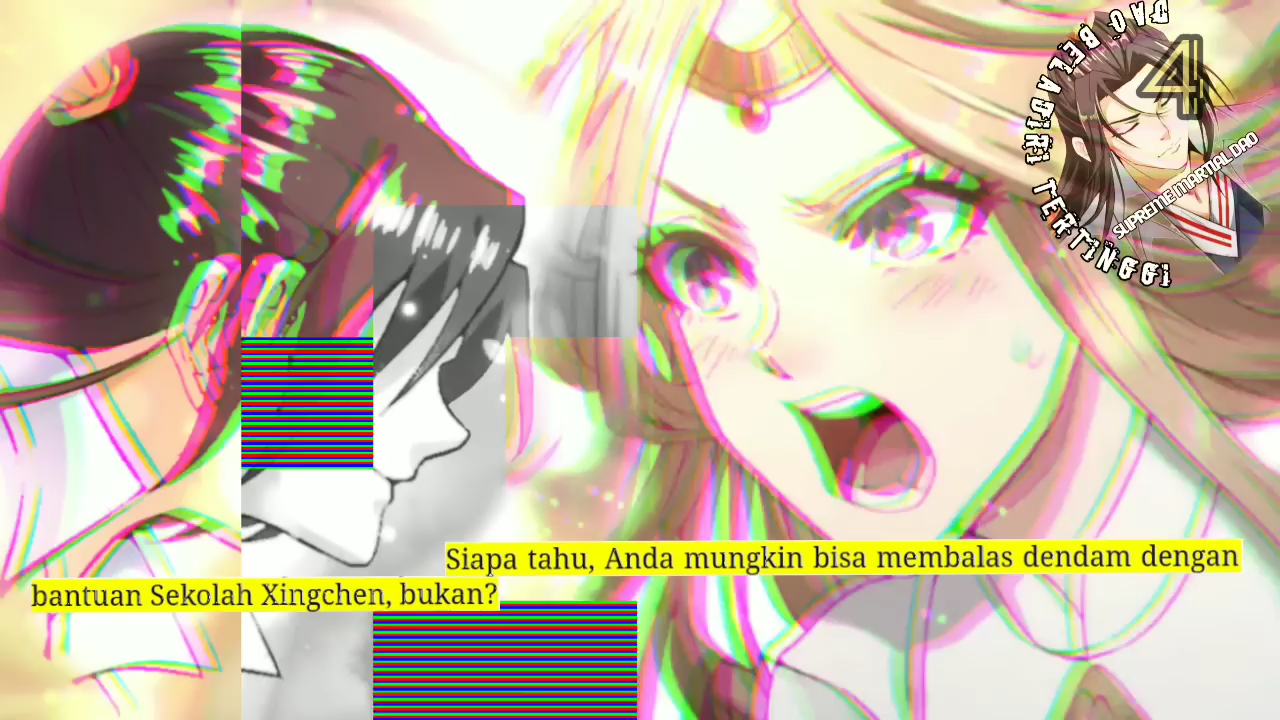 DAO BELADIRI TERTINGGI
4
SUPREME MARTIAL DAO
Siapa tahu, Anda mungkin bisa membalas dendam dengan
bantuan Sekolah Xingchen, bukan?